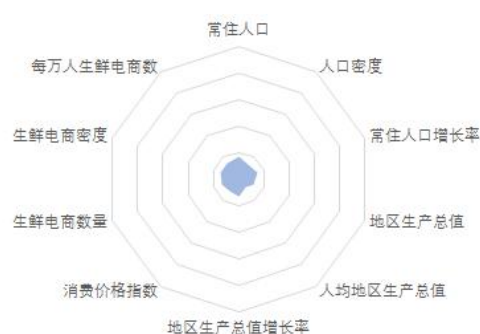 常住人口
每万人生鲜电商数
人口密度
生鲜电商密度
常住人口增长率
生鲜电商数量
地区生产总值
消费价格指数
人均地区生产总值
地区生产总值增长率